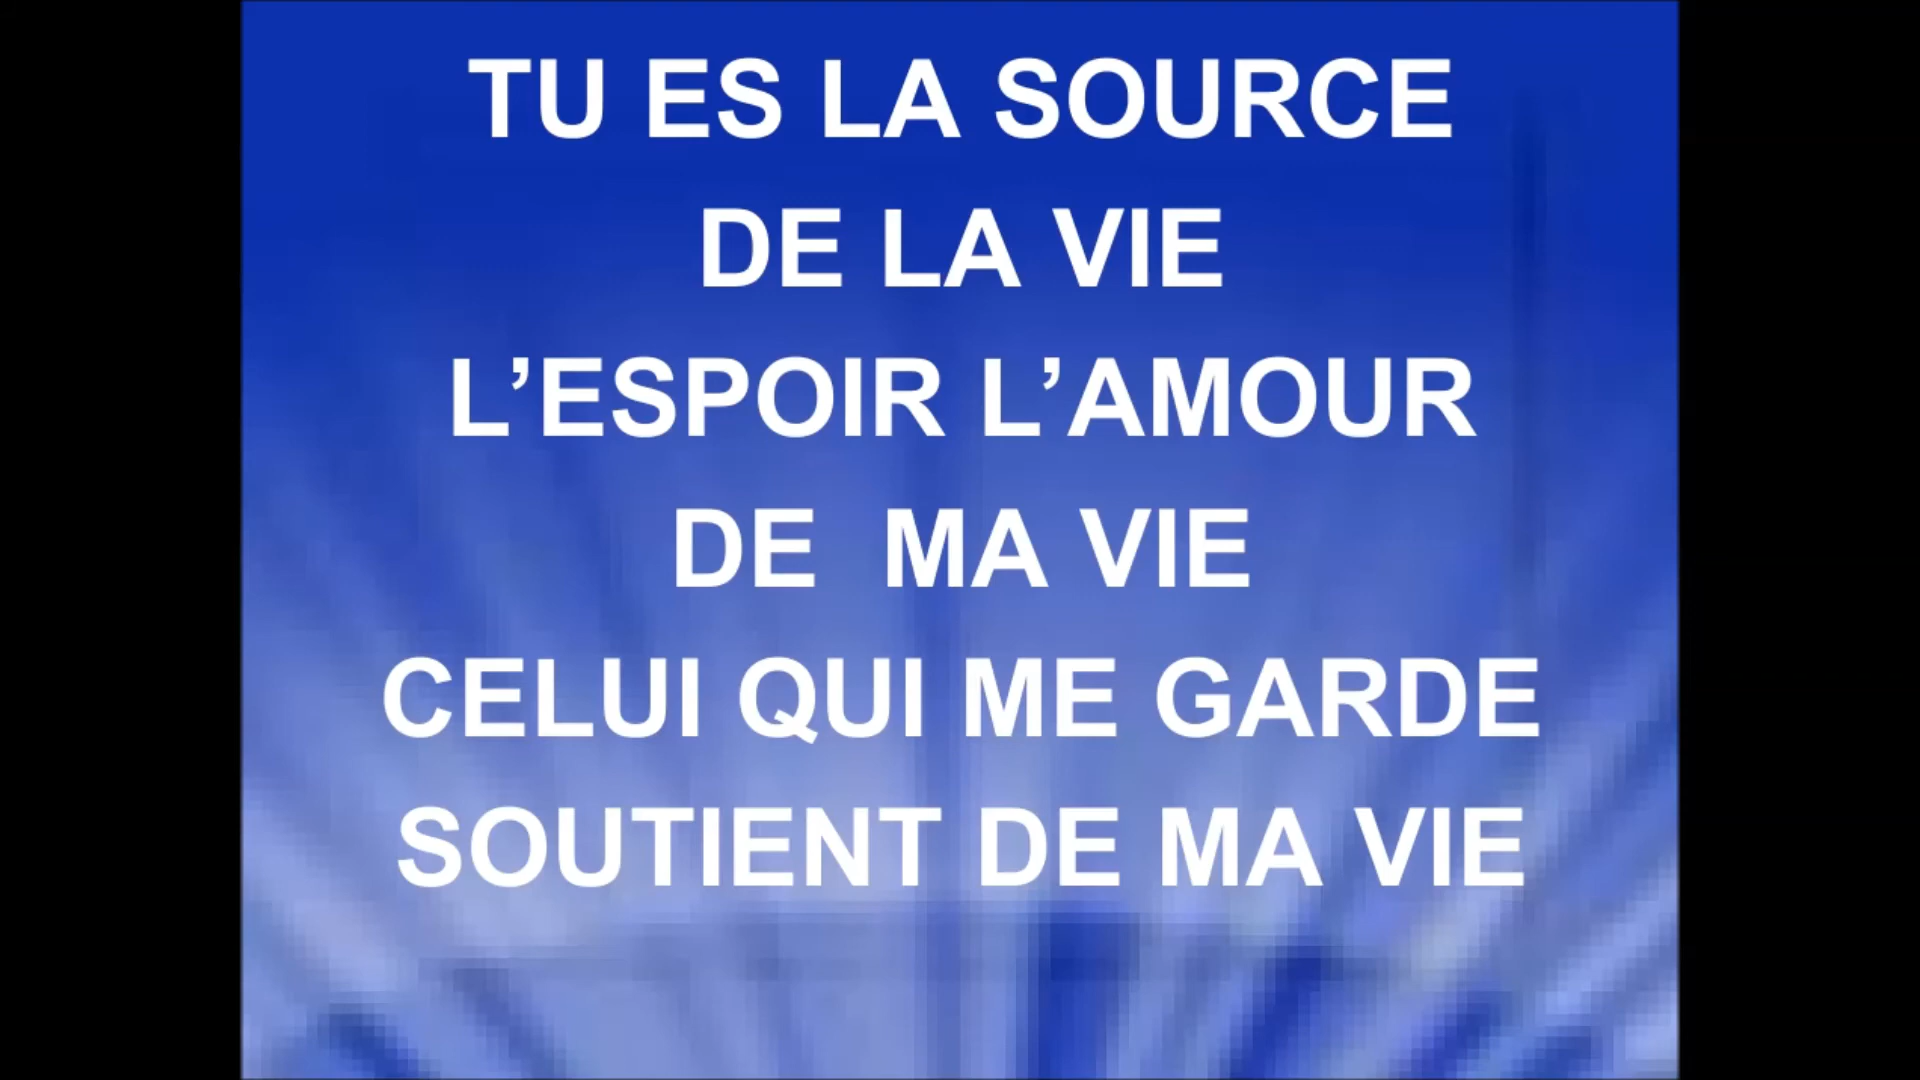 TU ES LA SOURCE
DE LA VIE
L’ESPOIR L’AMOUR
DE  MA VIE
CELUI QUI ME GARDE
SOUTIENT DE MA VIE